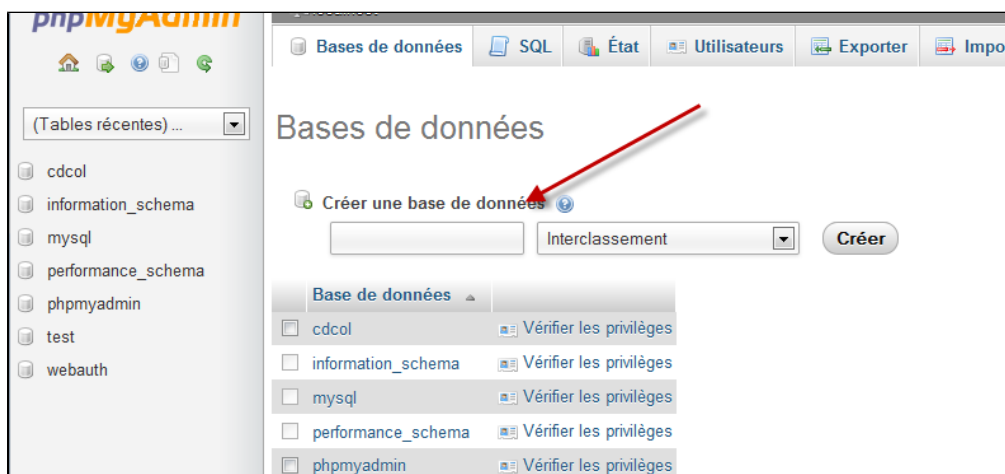 phpMyAdmin
Bases de données SQL État Utilisateurs Exporter Impo
(Tables récentes) ...
cdcol
information_schema
mysql
performance_schema
phpmyadmin
test
webauth
Bases de données
Créer une base de données
Interclassement Créer
Base de données
cdcol Vérifier les privilèges
information_schema Vérifier les privilèges
mysql Vérifier les privilèges
performance_schema Vérifier les privilèges
phpmyadmin Vérifier les privilèges